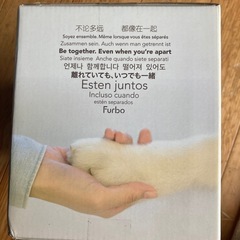 不论多远 都像在一起
Soyez ensemble. Même lorsque vous êtes séparés
Zusammen sein. Auch wenn man getrennt ist
Be together. Even when you're apart
Siate insieme Anche quando siete separati
언제나 함께합니다 떨어져 있어도
離れていても、いつでも一緒
Esten juntos
Incluso cuando
estén separados
Furbo